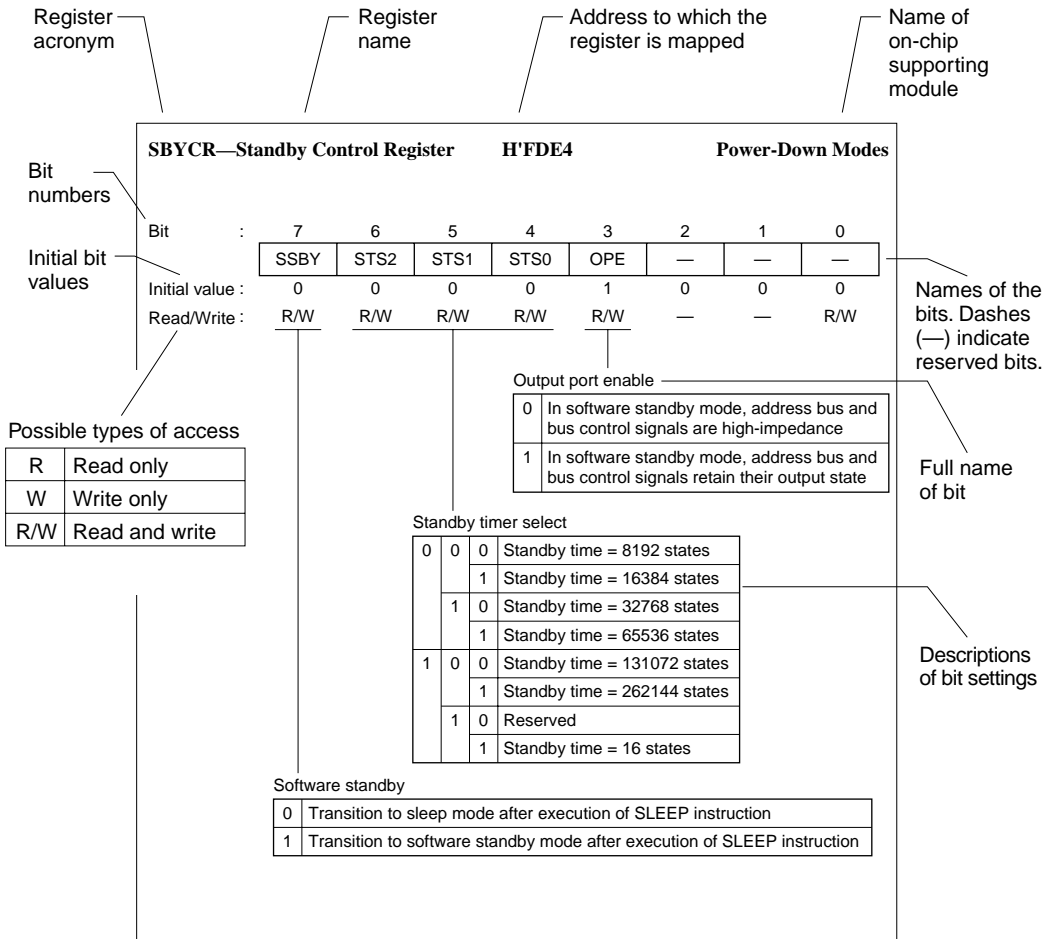 Register acronym
Register name
Address to which the register is mapped
Name of on-chip supporting module
SBYCR—Standby Control Register H'FDE4 Power-Down Modes
Bit numbers
Bit : 7 6 5 4 3 2 1 0
SSBY STS2 STS1 STS0 OPE — — —
Initial bit values
Initial value : 0 0 0 0 1 0 0 0
Read/Write : R/W R/W R/W R/W R/W — — R/W
Names of the bits. Dashes (—) indicate reserved bits.
Possible types of access
R Read only
W Write only
R/W Read and write
Output port enable
0 In software standby mode, address bus and bus control signals are high-impedance
1 In software standby mode, address bus and bus control signals retain their output state
Full name of bit
Standby timer select
0 0 0 Standby time = 8192 states
1 Standby time = 16384 states
1 0 Standby time = 32768 states
1 Standby time = 65536 states
1 0 0 Standby time = 131072 states
1 Standby time = 262144 states
1 0 Reserved
1 Standby time = 16 states
Descriptions of bit settings
Software standby
0 Transition to sleep mode after execution of SLEEP instruction
1 Transition to software standby mode after execution of SLEEP instruction